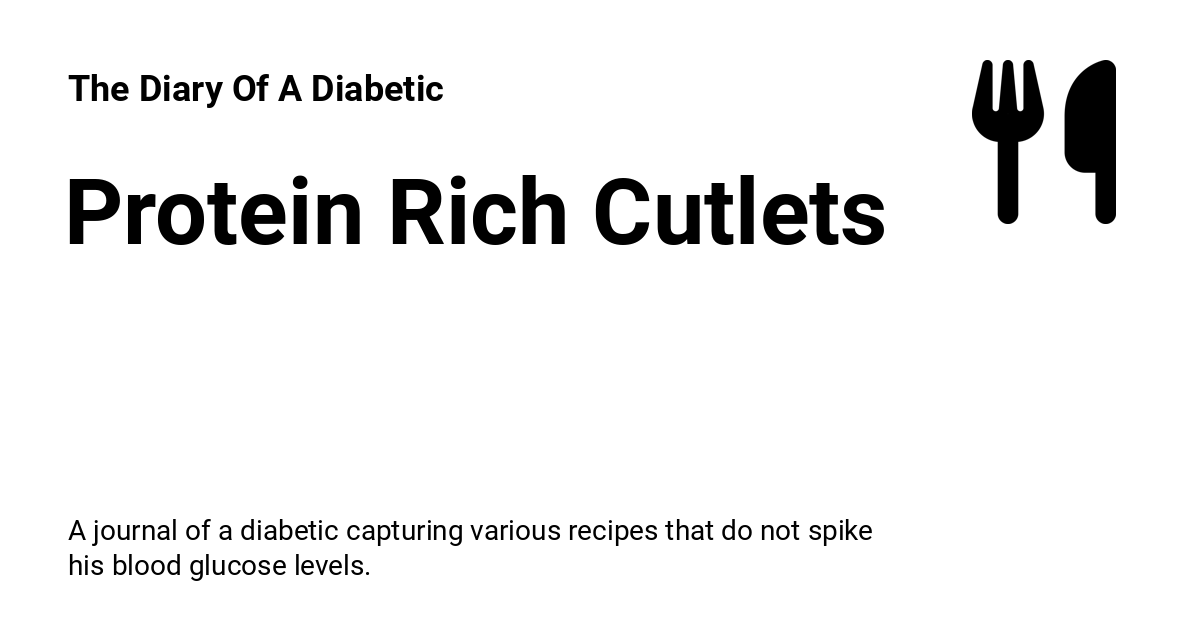 The Diary Of A Diabetic
Protein Rich Cutlets
A journal of a diabetic capturing various recipes that do not spike
his blood glucose levels.